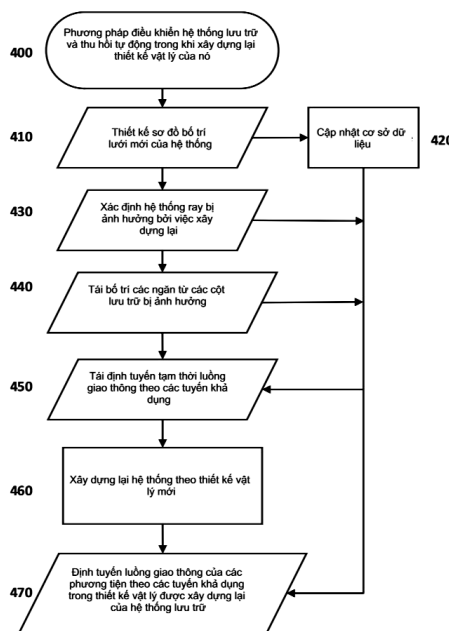 400
Phương pháp điều khiển hệ thống lưu trữ
và thu hồi tự động trong khi xây dựng lại
thiết kế vật lý của nó
410
Thiết kế sơ đồ bố trí
lưới mới của hệ thống
Cập nhật cơ sở dữ
liệu
420
430
Xác định hệ thống ray bị
ảnh hưởng bởi việc xây
dựng lại
440
Tái bố trí các ngăn từ các cột
lưu trữ bị ảnh hưởng
450
Tái định tuyến tạm thời luồng
giao thông theo các tuyến khả
dụng
460
Xây dựng lại hệ thống theo thiết kế vật
lý mới
470
Định tuyến luồng giao thông của các
phương tiện theo các tuyến khả dụng
trong thiết kế vật lý được xây dựng lại
của hệ thống lưu trữ